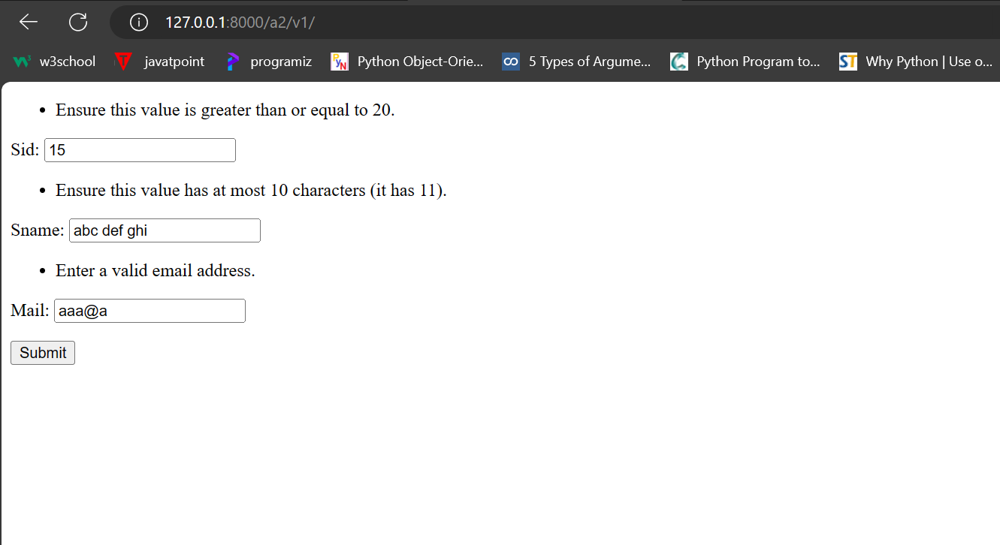 127.0.0.1:8000/a2/v1/
w3school javatpoint programiz Python Object-Orie... 5 Types of Argume... Python Program to... Why Python | Use o...
• Ensure this value is greater than or equal to 20.
Sid: 15
• Ensure this value has at most 10 characters (it has 11).
Sname: abc def ghi
• Enter a valid email address.
Mail: aaa@a
Submit